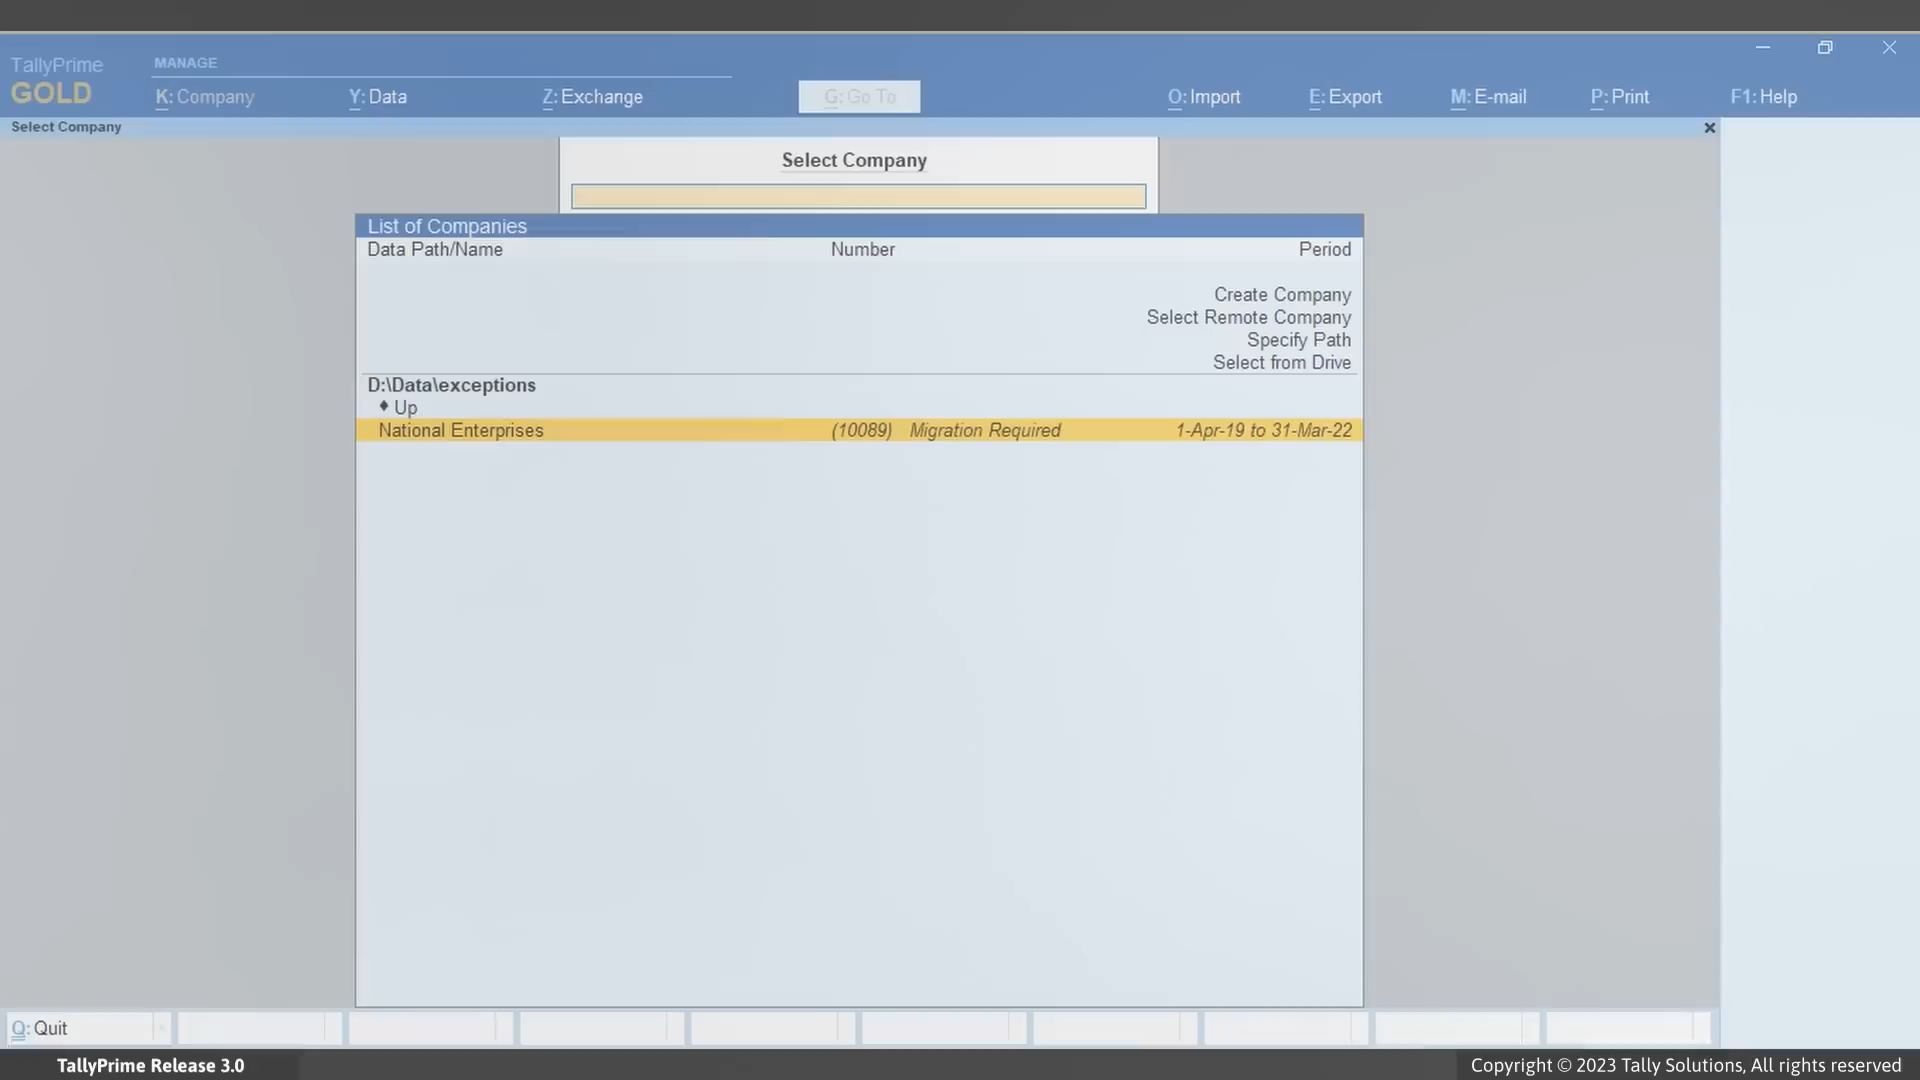 TallyPrime
GOLD
MANAGE
K: Company
Y: Data
Z: Exchange
G: Go To
O: Import
E: Export
M: E-mail
P: Print
F1: Help
Select Company
Select Company
List of Companies
Data Path/Name Number Period
Create Company
Select Remote Company
Specify Path
Select from Drive
D:\Data\exceptions
♦ Up
National Enterprises (10089) Migration Required 1-Apr-19 to 31-Mar-22
Q: Quit
TallyPrime Release 3.0
Copyright © 2023 Tally Solutions, All rights reserved